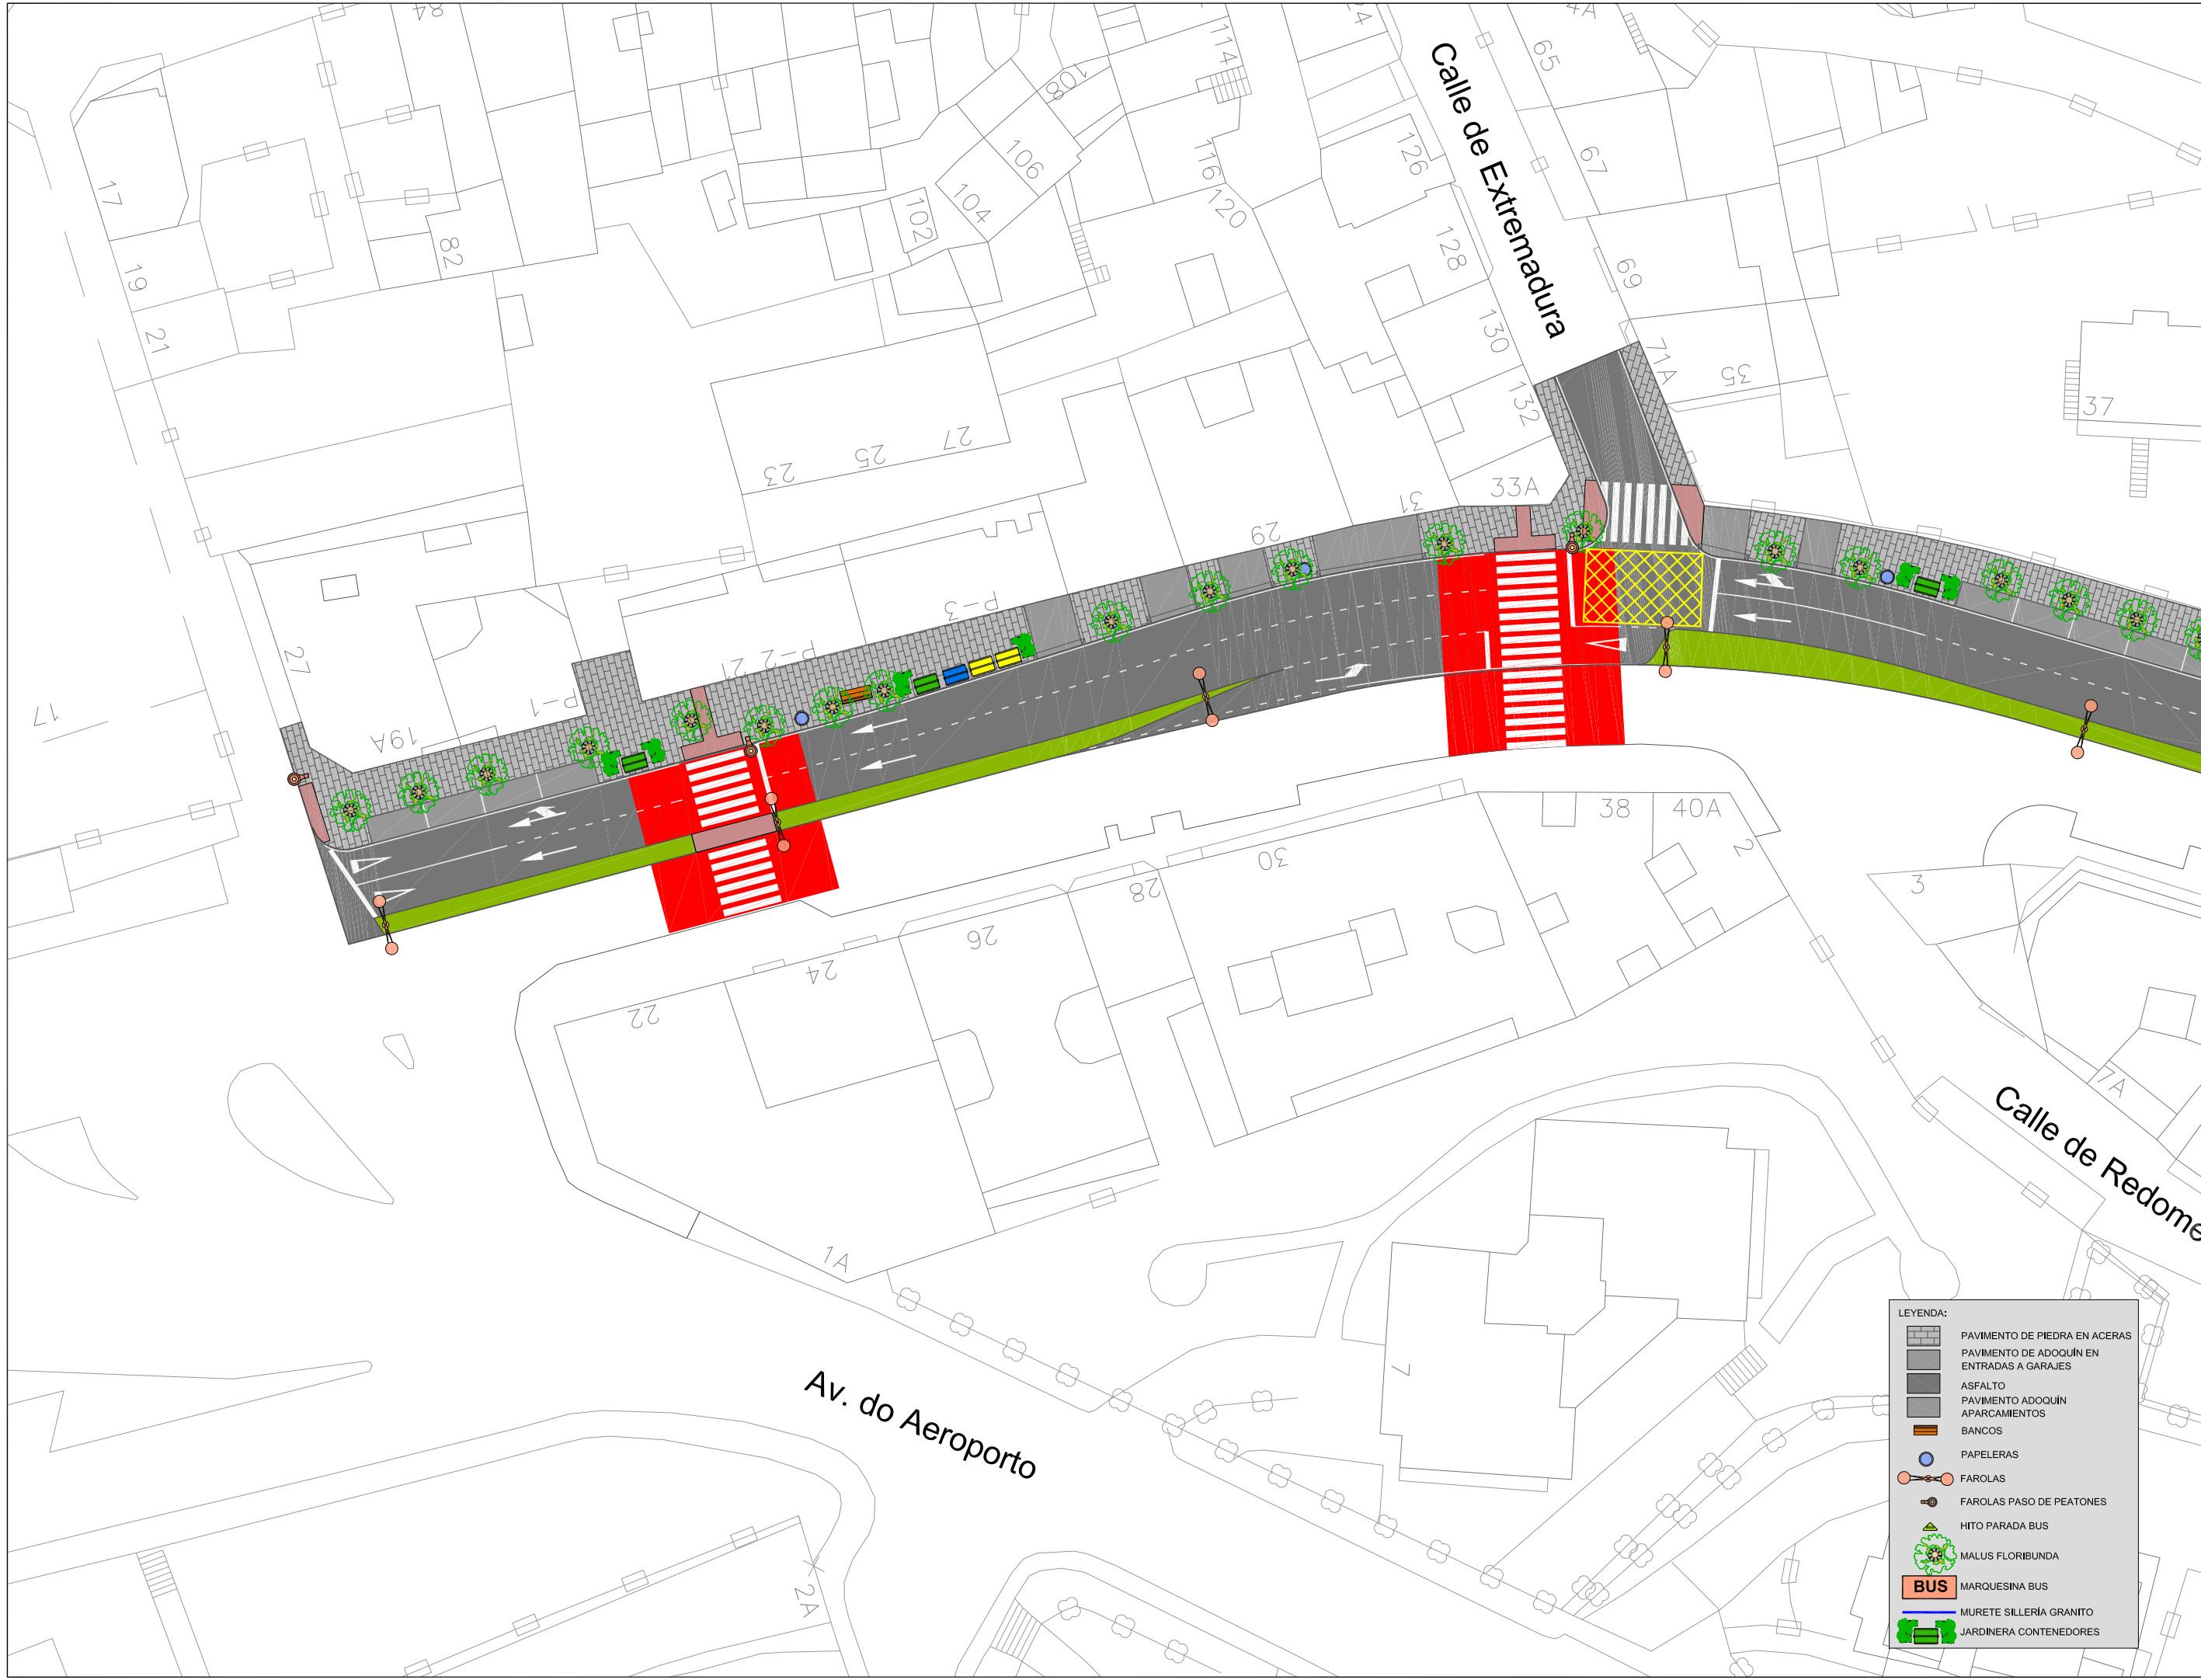 84
4A
114
65
108
126
Calle de Extremadura
106
116
67
17
104
102
120
82
128
69
19
21
130
71A
35
132
37
27
25
23
33A
31
29
P-3
27
P-2
21
P-1
17
19A
38
40A
2
30
28
3
26
24
22
7A
Calle de Redome
1A
7
Av. do Aeroporto
2A
LEYENDA:
PAVIMENTO DE PIEDRA EN ACERAS
PAVIMENTO DE ADOQUÍN EN
ENTRADAS A GARAJES
ASFALTO
PAVIMENTO ADOQUÍN
APARCAMIENTOS
BANCOS
PAPELERAS
FAROLAS
FAROLAS PASO DE PEATONES
HITO PARADA BUS
MALUS FLORIBUNDA
BUS MARQUESINA BUS
MURETE SILLERÍA GRANITO
JARDINERA CONTENEDORES